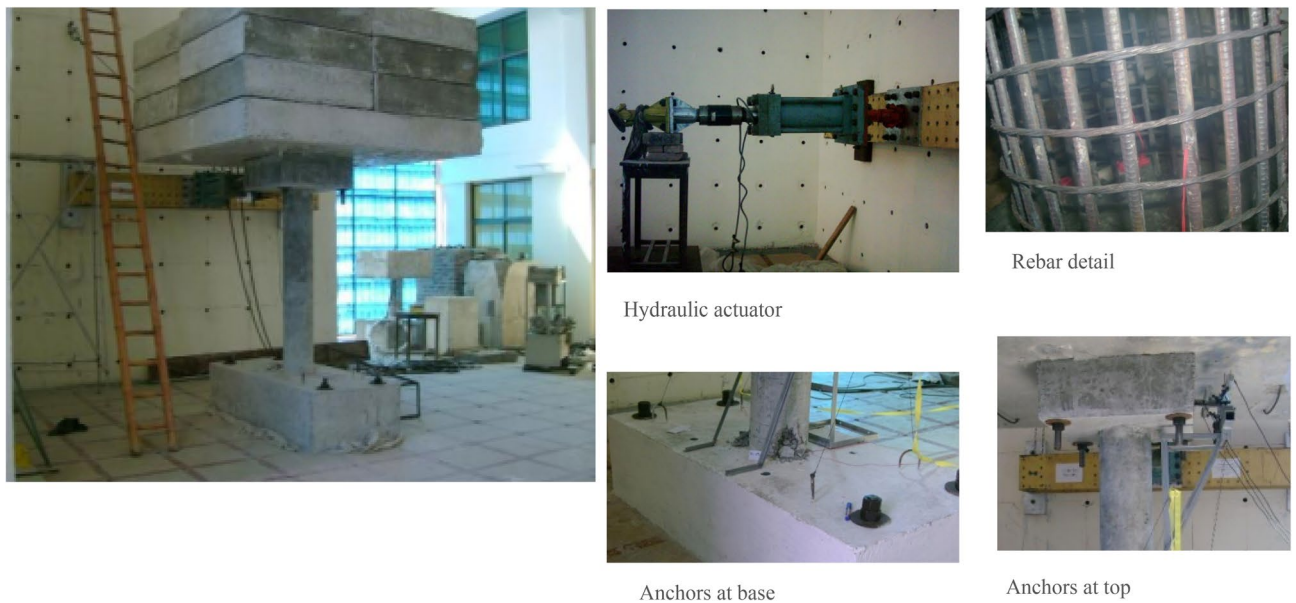 Hydraulic actuator
Rebar detail
Anchors at base
Anchors at top